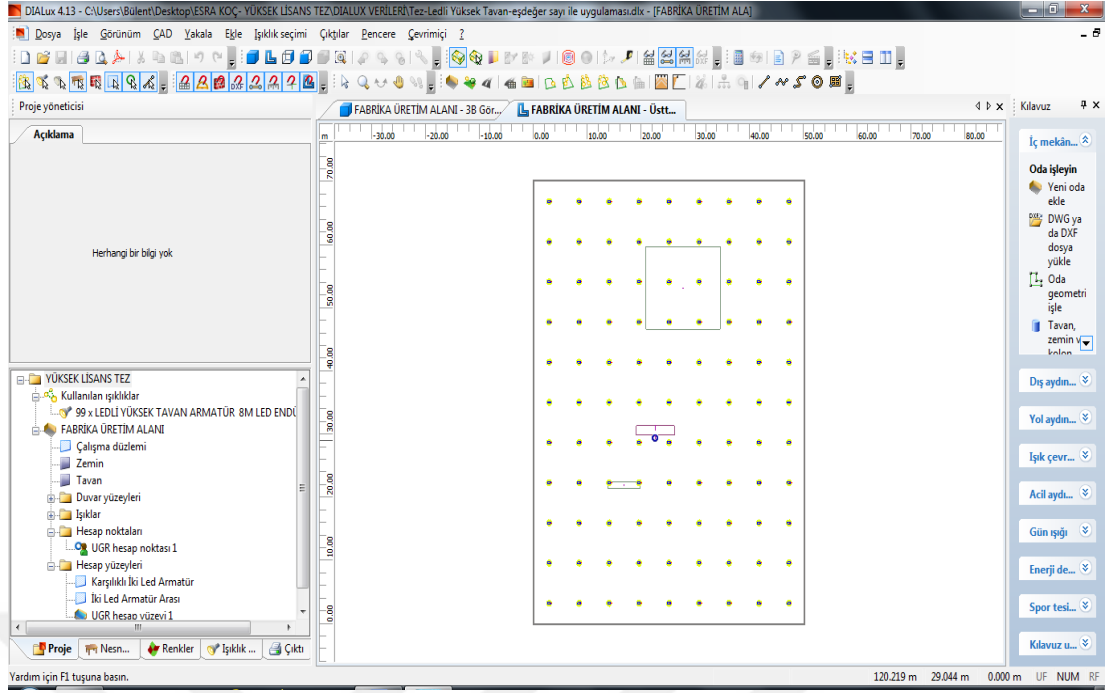 DIALux 4.13 - C:\Users\Bülent\Desktop\ESRA KOÇ- YÜKSEK LİSANS TEZ\DIALUX VERİLERİ\Tez-Ledli Yüksek Tavan-eşdeğer sayı ile uygulaması.dlx - [FABRİKA ÜRETİM ALA]
Dosya İşle Görünüm CAD Yakala Ekle Işıklık seçimi Çıktılar Pencere Çevrimiçi ?
Proje yöneticisi
FABRİKA ÜRETİM ALANI - 3B Gör... FABRİKA ÜRETİM ALANI - Üstt...
Kılavuz
Açıklama
m -30.00 -20.00 -10.00 0.00 10.00 20.00 30.00 40.00 50.00 60.00 70.00 80.00
İç mekân...
Oda işleyin
Yeni oda
ekle
DWG ya
da DXF
dosya
yükle
Oda
geometri
işle
Tavan,
zemin v
kolon
70.00
60.00
50.00
40.00
30.00
20.00
10.00
0.00
Herhangi bir bilgi yok
YÜKSEK LİSANS TEZ
Kullanılan ışıklıklar
99 x LEDLİ YÜKSEK TAVAN ARMATÜR 8M LED ENDÜ
FABRİKA ÜRETİM ALANI
Çalışma düzlemi
Zemin
Tavan
Duvar yüzeyleri
Işıklar
Hesap noktaları
UGR hesap noktası 1
Hesap yüzeyleri
Karşılıklı İki Led Armatür
İki Led Armatür Arası
UGR hesap yüzeyi 1
Dış aydın...
Yol aydın...
Işık çevr...
Acil aydı...
Gün ışığı
Enerji de...
Spor tesi...
Kılavuz u...
Proje Nesn... Renkler Işıklık ... Çıktı
Yardım için F1 tuşuna basın.
120.219 m 29.044 m 0.000 m UF NUM RF